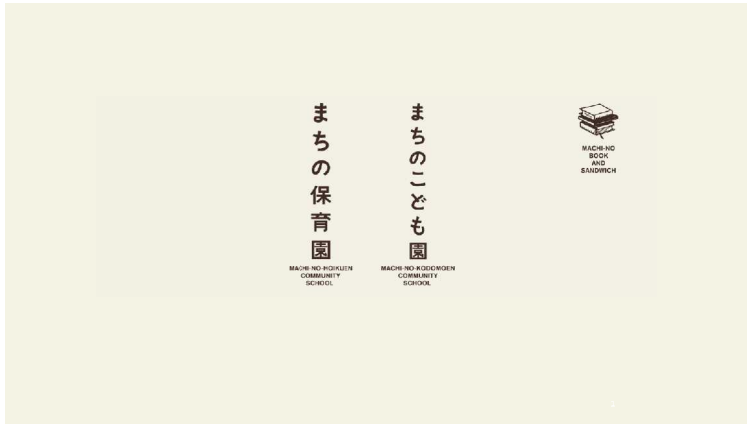 まちの保育園
MACHI-NO-HOIKUEN
COMMUNITY
SCHOOL
まちのこども園
MACHI-NO-KODOMOEN
COMMUNITY
SCHOOL
MACHI-NO
BOOK
AND
SANDWICH